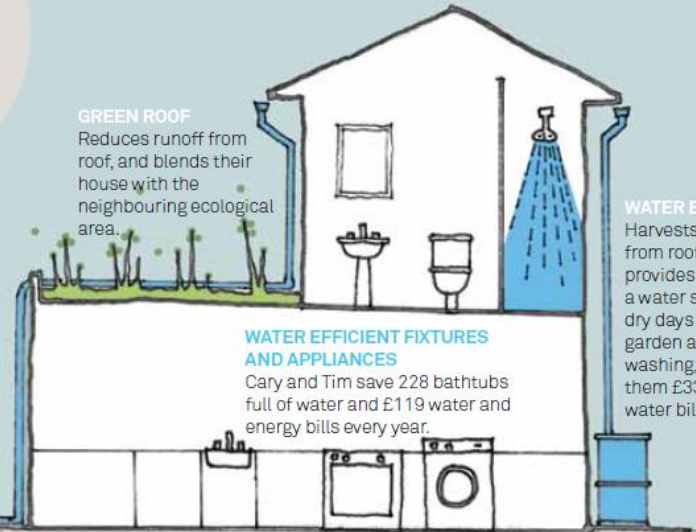 GREEN ROOF
Reduces runoff from
roof, and blends their
house with the
neighbouring ecological
area.
WATER EFFICIENT FIXTURES
AND APPLIANCES
Cary and Tim save 228 bathtubs
full of water and £119 water and
energy bills every year.
WATER
Harvests
from roof
provides
a water
dry days
garden
washing,
them
water